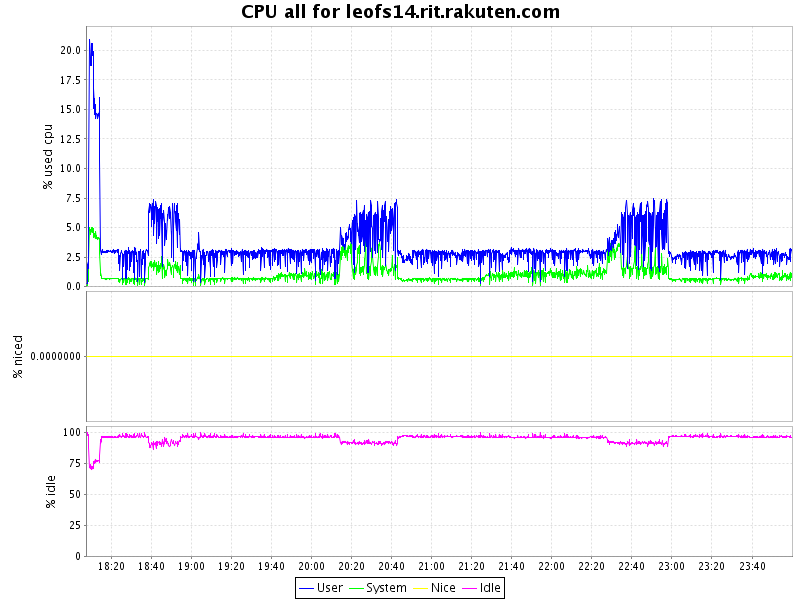 CPU all for leofs14.rit.rakuten.com
% used cpu
20.0
17.5
15.0
12.5
10.0
7.5
5.0
2.5
0.0
% niced
0.0000000
% idle
100
75
50
25
0
18:20 18:40 19:00 19:20 19:40 20:00 20:20 20:40 21:00 21:20 21:40 22:00 22:20 22:40 23:00 23:20 23:40
User System Nice Idle